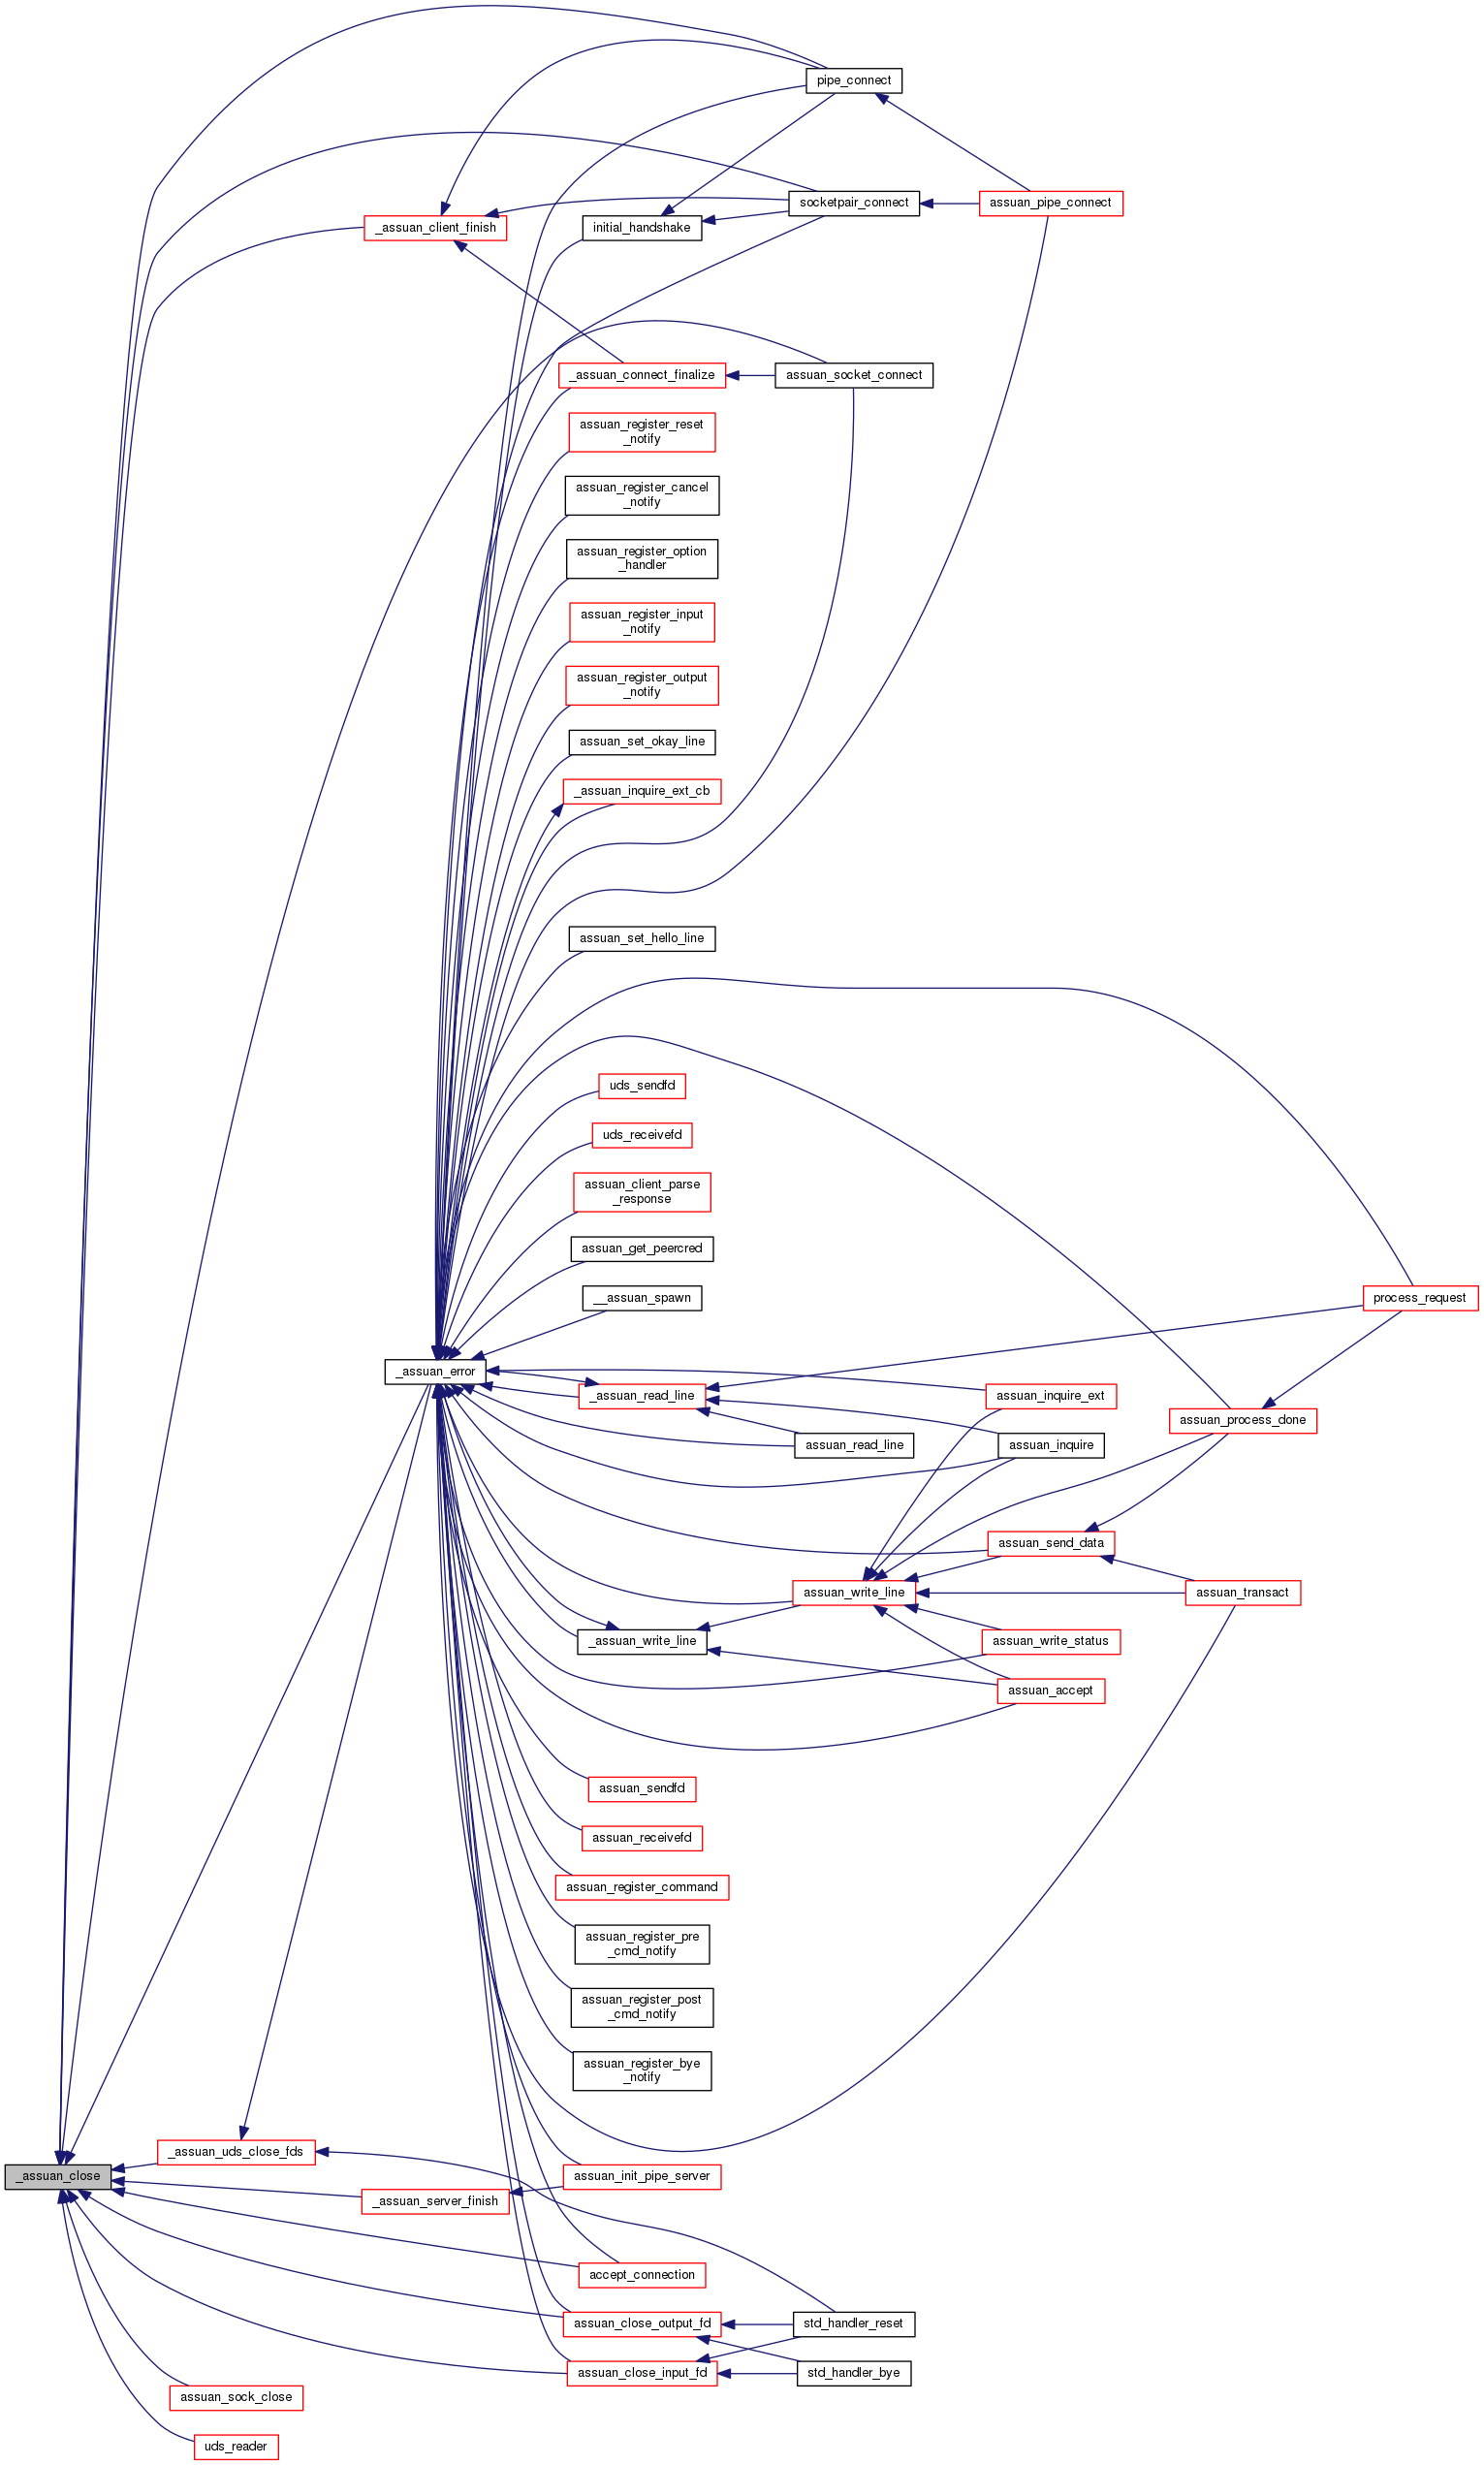 pipe_connect
socketpair_connect
assuan_pipe_connect
_assuan_client_finish
initial_handshake
_assuan_connect_finalize
assuan_socket_connect
assuan_register_reset
_notify
assuan_register_cancel
_notify
assuan_register_option
_handler
assuan_register_input
_notify
assuan_register_output
_notify
assuan_set_okay_line
_assuan_inquire_ext_cb
assuan_set_hello_line
uds_sendfd
uds_receivefd
assuan_client_parse
_response
assuan_get_peercred
__assuan_spawn
process_request
_assuan_error
_assuan_read_line
assuan_inquire_ext
assuan_process_done
assuan_read_line
assuan_inquire
assuan_send_data
assuan_write_line
assuan_transact
_assuan_write_line
assuan_write_status
assuan_accept
assuan_sendfd
assuan_receivefd
assuan_register_command
assuan_register_pre
_cmd_notify
assuan_register_post
_cmd_notify
assuan_register_bye
_notify
_assuan_uds_close_fds
_assuan_close
assuan_init_pipe_server
_assuan_server_finish
accept_connection
assuan_close_output_fd
std_handler_reset
assuan_close_input_fd
std_handler_bye
assuan_sock_close
uds_reader